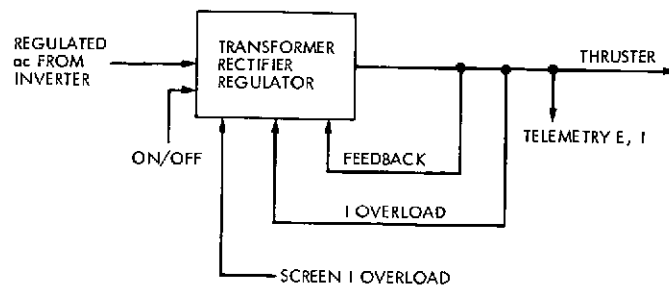 REGULATED
ac FROM
INVERTER
TRANSFORMER
RECTIFIER
REGULATOR
THRUSTER
TELEMETRY E, I
ON/OFF
FEEDBACK
I OVERLOAD
SCREEN I OVERLOAD